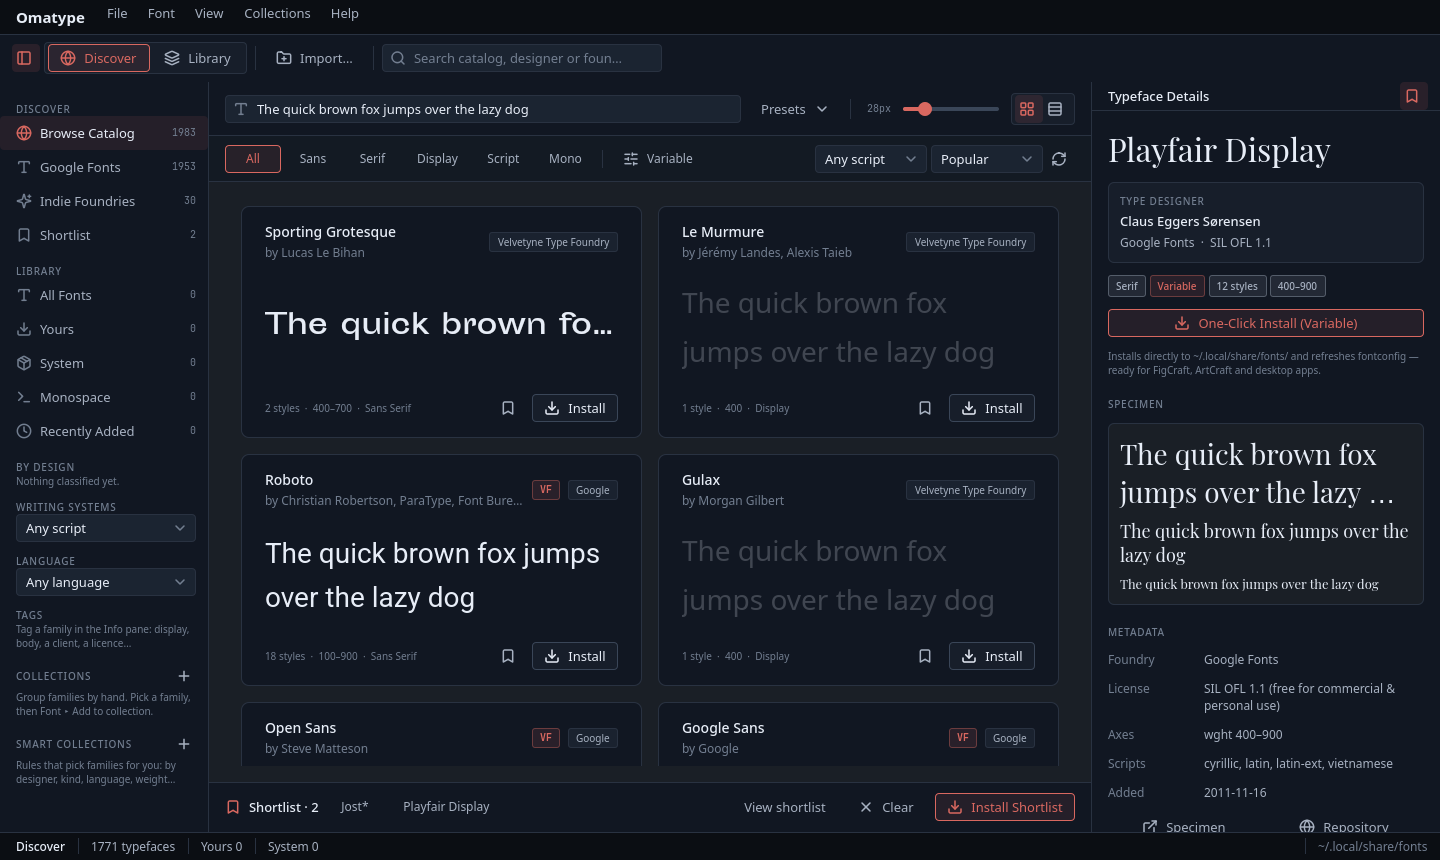 Omatype File Font View Collections Help
Discover Library Import... Search catalog, designer or foun...
DISCOVER
Browse Catalog 1983
Google Fonts 1953
Indie Foundries 30
Shortlist 2
LIBRARY
All Fonts 0
Yours 0
System 0
Monospace 0
Recently Added 0
BY DESIGN
Nothing classified yet.
WRITING SYSTEMS
Any script
LANGUAGE
Any language
TAGS
Tag a family in the Info pane: display,
body, a client, a licence...
COLLECTIONS
Group families by hand. Pick a family,
then Font ‣ Add to collection.
SMART COLLECTIONS
Rules that pick families for you: by
designer, kind, language, weight...
The quick brown fox jumps over the lazy dog Presets 28px
All Sans Serif Display Script Mono Variable Any script Popular
Sporting Grotesque
by Lucas Le Bihan
Velvetyne Type Foundry
The quick brown fo...
2 styles · 400–700 · Sans Serif Install
Le Murmure
by Jérémy Landes, Alexis Taieb
Velvetyne Type Foundry
The quick brown fox
jumps over the lazy dog
1 style · 400 · Display Install
Roboto
by Christian Robertson, ParaType, Font Bure...
VF Google
The quick brown fox jumps
over the lazy dog
18 styles · 100–900 · Sans Serif Install
Gulax
by Morgan Gilbert
Velvetyne Type Foundry
The quick brown fox
jumps over the lazy dog
1 style · 400 · Display Install
Open Sans
by Steve Matteson
VF Google
Google Sans
by Google
VF Google
Shortlist · 2 Jost* Playfair Display View shortlist Clear Install Shortlist
Typeface Details
Playfair Display
TYPE DESIGNER
Claus Eggers Sørensen
Google Fonts · SIL OFL 1.1
Serif Variable 12 styles 400–900
One-Click Install (Variable)
Installs directly to ~/.local/share/fonts/ and refreshes fontconfig —
ready for FigCraft, ArtCraft and desktop apps.
SPECIMEN
The quick brown fox
jumps over the lazy ...
The quick brown fox jumps over the
lazy dog
The quick brown fox jumps over the lazy dog
METADATA
Foundry Google Fonts
License SIL OFL 1.1 (free for commercial &
personal use)
Axes wght 400–900
Scripts cyrillic, latin, latin-ext, vietnamese
Added 2011-11-16
Specimen Repository
Discover 1771 typefaces Yours 0 System 0 ~/.local/share/fonts